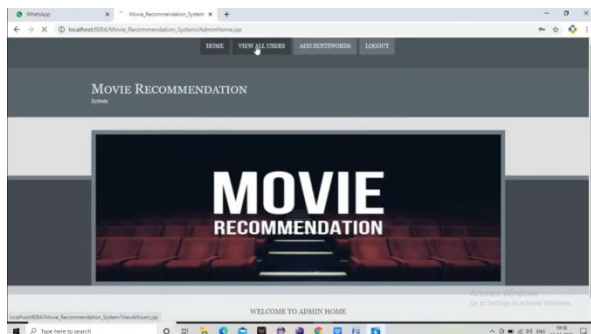 WhatsApp
Movie_Recommendation_System
localhost:8084/Movie_Recommendation_System/AdminHome.jsp
HOME VIEW ALL USERS ADD SENTIWORDS LOGOUT
MOVIE RECOMMENDATION
System
MOVIE
RECOMMENDATION
Activate Windows
Go to Settings to activate Windows.
WELCOME TO ADMIN HOME
localhost:8084/Movie_Recommendation_System/ViewAllUsers.jsp
Type here to search
ENG